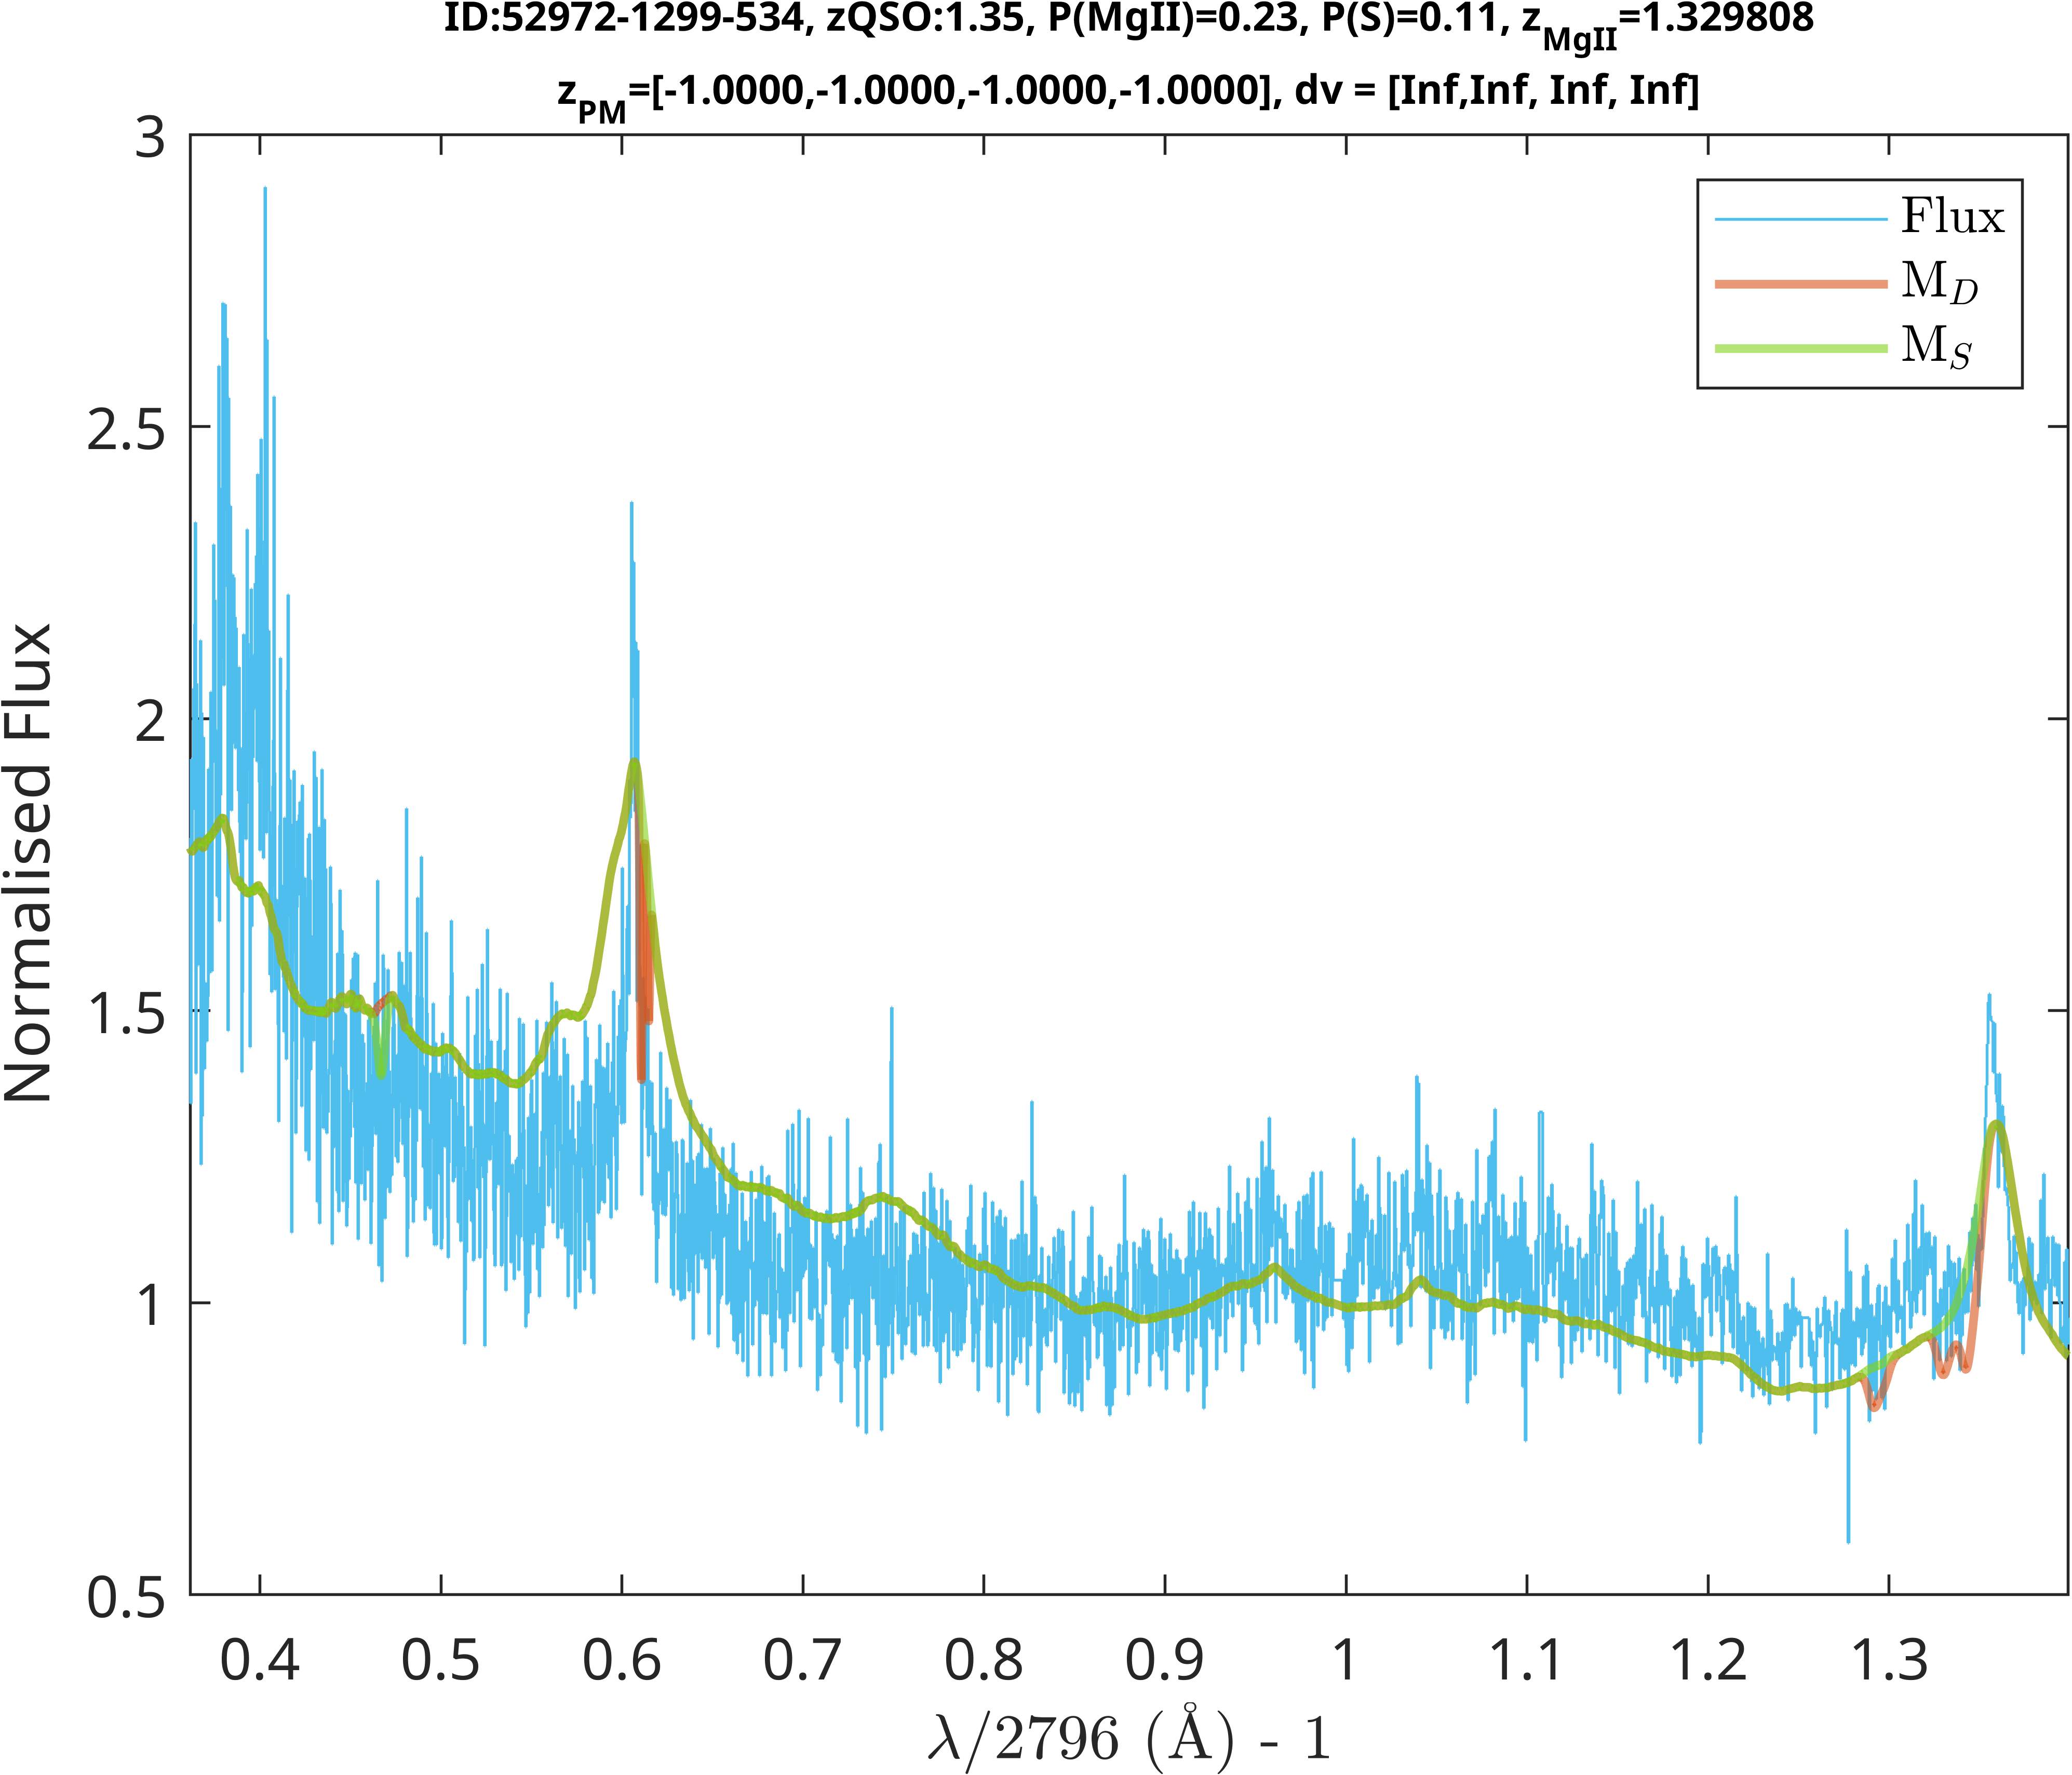 ID:52972-1299-534, zQSO:1.35, P(MgII)=0.23, P(S)=0.11, zMgII=1.329808
zPM=[-1.0000,-1.0000,-1.0000,-1.0000], dv = [Inf,Inf, Inf, Inf]
3
2.5
2
1.5
1
0.5
Normalised Flux
Flux
MD
MS
0.4 0.5 0.6 0.7 0.8 0.9 1 1.1 1.2 1.3
λ/2796 (Å) - 1